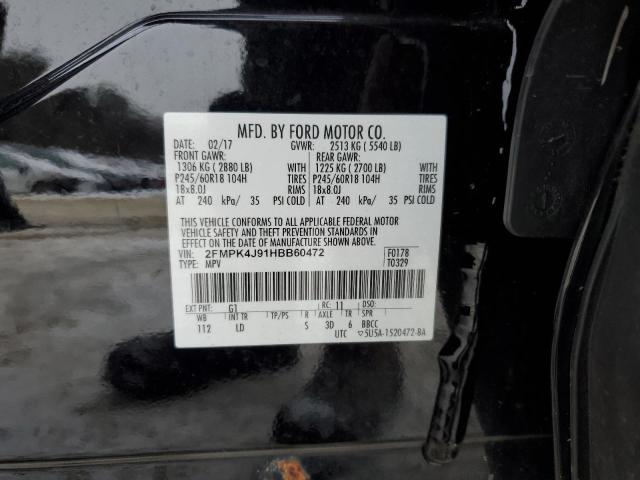 MFD. BY FORD MOTOR CO.
DATE: 02/17 GVWR: 2513 KG ( 5540 LB)
FRONT GAWR: REAR GAWR:
1306 KG ( 2880 LB) WITH 1225 KG ( 2700 LB) WITH
P245/60R18 104H TIRES P245/60R18 104H TIRES
18x8.0J RIMS 18x8.0J RIMS
AT 240 kPa/ 35 PSI COLD AT 240 kPa/ 35 PSI COLD
THIS VEHICLE CONFORMS TO ALL APPLICABLE FEDERAL MOTOR
VEHICLE SAFETY AND THEFT PREVENTION STANDARDS IN
EFFECT ON THE DATE OF MANUFACTURE SHOWN ABOVE.
VIN: 2FMPK4J91HBB60472 F0178
TYPE: MPV T0329
EXT PNT: G1 RC: 11 DSO:
WB INT TR TP/PS R AXLE TR SPR
112 LD S 3D 6 BBCC
UTC 5U5A-1520472-BA